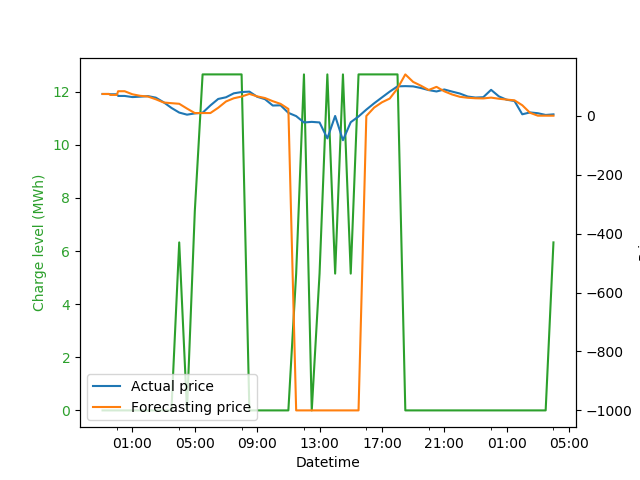 12
10
8
6
4
2
0
Charge level (MWh)
0
−200
−400
−600
−800
−1000
Actual price
Forecasting price
01:00 05:00 09:00 13:00 17:00 21:00 01:00 05:00
Datetime